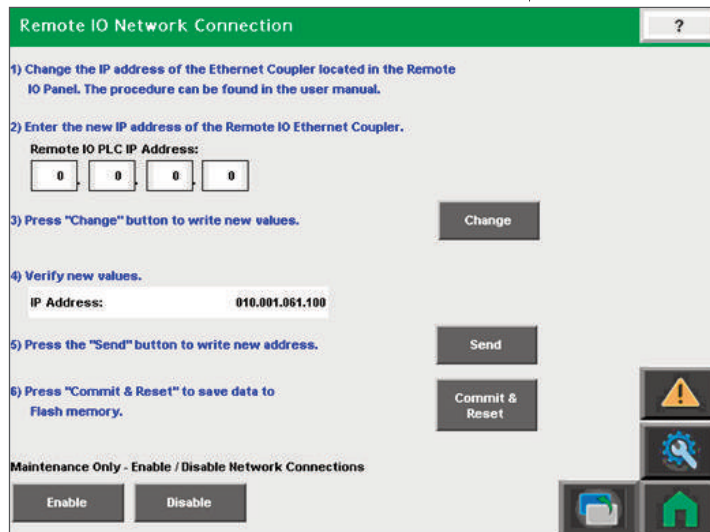 Remote IO Network Connection
?
1) Change the IP address of the Ethernet Coupler located in the Remote
IO Panel. The procedure can be found in the user manual.
2) Enter the new IP address of the Remote IO Ethernet Coupler.
Remote IO PLC IP Address:
0 . 0 . 0 . 0
3) Press "Change" button to write new values.
Change
4) Verify new values.
IP Address: 010.001.061.100
5) Press the "Send" button to write new address.
Send
6) Press "Commit & Reset" to save data to
Flash memory.
Commit &
Reset
Maintenance Only - Enable / Disable Network Connections
Enable Disable